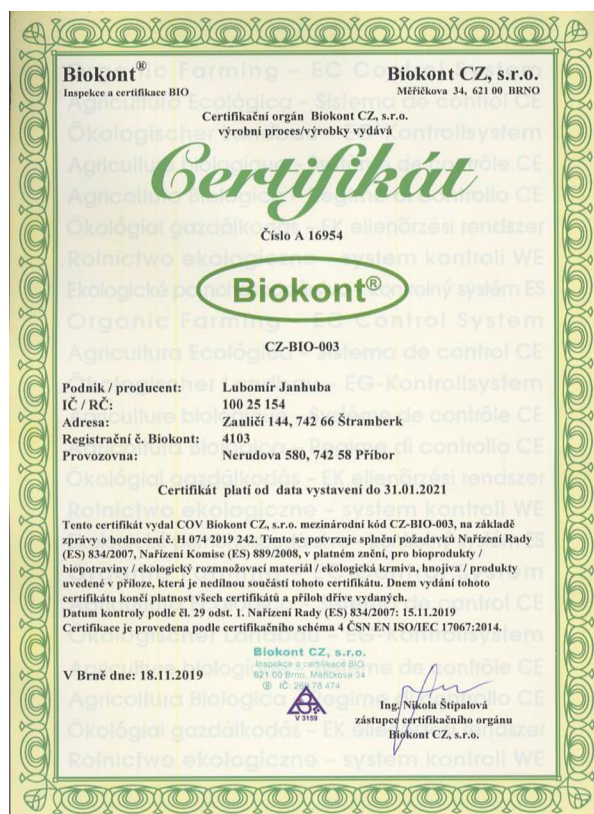 Biokont®
Inspekce a certifikace BIO
Biokont CZ, s.r.o.
Měříčkova 34, 621 00 BRNO
Certifikační orgán Biokont CZ, s.r.o.
výrobní proces/výrobky vydává
Certifikát
Číslo A 16954
Biokont®
CZ-BIO-003
Podnik / producent: Lubomír Janhuba
IČ / RČ: 100 25 154
Adresa: Zauličí 144, 742 66 Štramberk
Registrační č. Biokont: 4103
Provozovna: Nerudova 580, 742 58 Příbor
Certifikát platí od data vystavení do 31.01.2021
Tento certifikát vydal COV Biokont CZ, s.r.o. mezinárodní kód CZ-BIO-003, na základě
zprávy o hodnocení č. H 074 2019 242. Tímto se potvrzuje splnění požadavků Nařízení Rady
(ES) 834/2007, Nařízení Komise (ES) 889/2008, v platném znění, pro bioprodukty /
biopotraviny / ekologický rozmnožovací materiál / ekologická krmiva, hnojiva / produkty
uvedené v příloze, která je nedílnou součástí tohoto certifikátu. Dnem vydání tohoto
certifikátu končí platnost všech certifikátů a příloh dříve vydaných.
Datum kontroly podle čl. 29 odst. 1. Nařízení Rady (ES) 834/2007: 15.11.2019
Certifikace je provedena podle certifikačního schéma 4 ČSN EN ISO/IEC 17067:2014.
Biokont CZ, s.r.o.
Inspekce a certifikace BIO
621 00 Brno, Měříčkova 34
V Brně dne: 18.11.2019
V 3159
Ing. Nikola Štípalová
zástupce certifikačního orgánu
Biokont CZ, s.r.o.